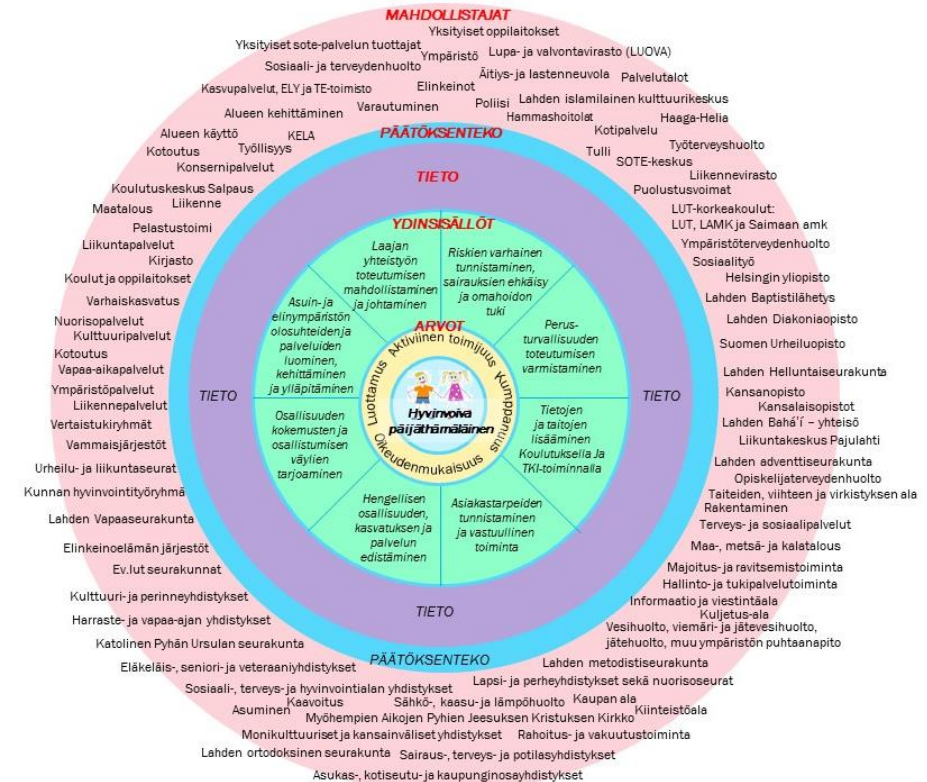 MAHDOLLISTAJAT
Yksityiset oppilaitokset
Yksityiset sote-palvelun tuottajat
Ympäristö
Lupa- ja valvontavirasto (LUOVA)
Sosiaali- ja terveydenhuolto
Äitiys- ja lastenneuvola
Palvelutalot
Kasvupalvelut, ELY ja TE-toimisto
Elinkeinot
Varautuminen
Poliisi
Lahden islamilainen kulttuurikeskus
Alueen kehittäminen
Hammashoitolat
Haaga-Helia
Alueen käyttö
KELA
PÄÄTÖKSENTEKO
Kotipalvelu
Kotoutus
Työllisyys
Tulli
Työterveyshuolto
Konsernipalvelut
SOTE-keskus
TIETO
Liikennevirasto
Koulutuskeskus Salpaus
Puolustusvoimat
Maatalous
Liikenne
LUT-korkeakoulut:
LUT, LAMK ja Saimaan amk
Pelastustoimi
YDINSISÄLLÖT
Liikuntapalvelut
Ympäristöterveydenhuolto
Kirjasto
Sosiaalityö
Koulut ja oppilaitokset
Helsingin yliopisto
Varhaiskasvatus
Lahden Baptistilähetys
Nuorisopalvelut
Lahden Diakoniaopisto
Kulttuuripalvelut
Suomen Urheiluopisto
Kotoutus
Vapaa-aikapalvelut
Lahden Helluntaiseurakunta
Ympäristöpalvelut
Kansanopisto
Liikennepalvelut
Kansalaisopistot
Vertaistukiryhmät
Lahden Bahá´í – yhteisö
Vammaisjärjestöt
Liikuntakeskus Pajulahti
Urheilu- ja liikuntaseurat
Lahden adventtiseurakunta
Opiskelijaterveydenhuolto
Kunnan hyvinvointityöryhmä
Taiteiden, viihteen ja virkistyksen ala
Rakentaminen
Lahden Vapaaseurakunta
Terveys- ja sosiaalipalvelut
Elinkeinoelämän järjestöt
Maa-, metsä- ja kalatalous
Ev.lut seurakunnat
Majoitus- ja ravitsemistoiminta
Hallinto- ja tukipalvelutoiminta
Kulttuuri- ja perinneyhdistykset
Informaatio ja viestintäala
Kuljetus-ala
Harraste- ja vapaa-ajan yhdistykset
Vesihuolto, viemäri- ja jätevesihuolto,
jätehuolto, muu ympäristön puhtaanapito
Katolinen Pyhän Ursulan seurakunta
Lahden metodistiseurakunta
Eläkeläis-, seniori- ja veteraaniyhdistykset
PÄÄTÖKSENTEKO
Lapsi- ja perheyhdistykset sekä nuorisoseurat
Sosiaali-, terveys- ja hyvinvointialan yhdistykset
Kaavoitus
Sähkö-, kaasu- ja lämpöhuolto
Kaupan ala
Asuminen
Kiinteistöala
Myöhempien Aikojen Pyhien Jeesuksen Kristuksen Kirkko
Monikulttuuriset ja kansainväliset yhdistykset
Rahoitus- ja vakuutustoiminta
Lahden ortodoksinen seurakunta
Sairaus-, terveys- ja potilasyhdistykset
Asukas-, kotiseutu- ja kaupunginosayhdistykset
TIETO
TIETO
TIETO
Laajan
yhteistyön
toteutumisen
mahdollistaminen
ja johtaminen
Riskien varhainen
tunnistaminen,
sairauksien ehkäisy
ja omahoidon
tuki
Perus-
turvallisuuden
toteutumisen
varmistaminen
Tietojen
ja taitojen
lisääminen
Koulutuksella Ja
TKI-toiminnalla
Asiakastarpeiden
tunnistaminen
ja vastuullinen
toiminta
Hengellisen
osallisuuden,
kasvatuksen ja
palvelun
edistäminen
Osallisuuden
kokemusten ja
osallistumisen
väylien
tarjoaminen
Asuin- ja
elinympäristön
olosuhteiden ja
palveluiden
luominen,
kehittäminen
ja ylläpitäminen
ARVOT
Aktiivinen toimijuus
Kumppanuus
Oikeudenmukaisuus
Luottamus
Hyvinvoiva
päijäthämäläinen